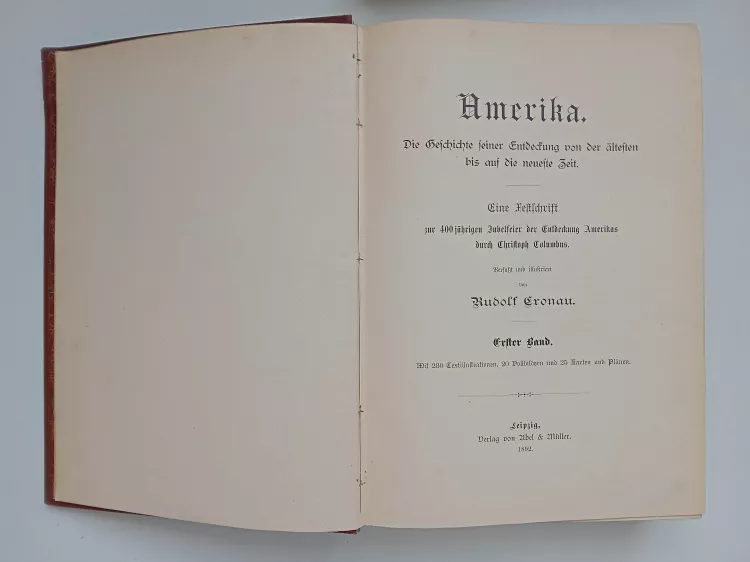 Amerika.
Die Geschichte seiner Entdeckung von der ältesten
bis auf die neueste Zeit.
Eine Festschrift
zur 400jährigen Jubelfeier der Entdeckung Amerikas
durch Christoph Columbus.
Verfaßt und illustriert
von
Rudolf Cronau.
Erster Band.
Mit 230 Textillustrationen, 20 Vollbildern und 25 Karten und Plänen.
Leipzig,
Verlag von Abel & Müller.
1892.